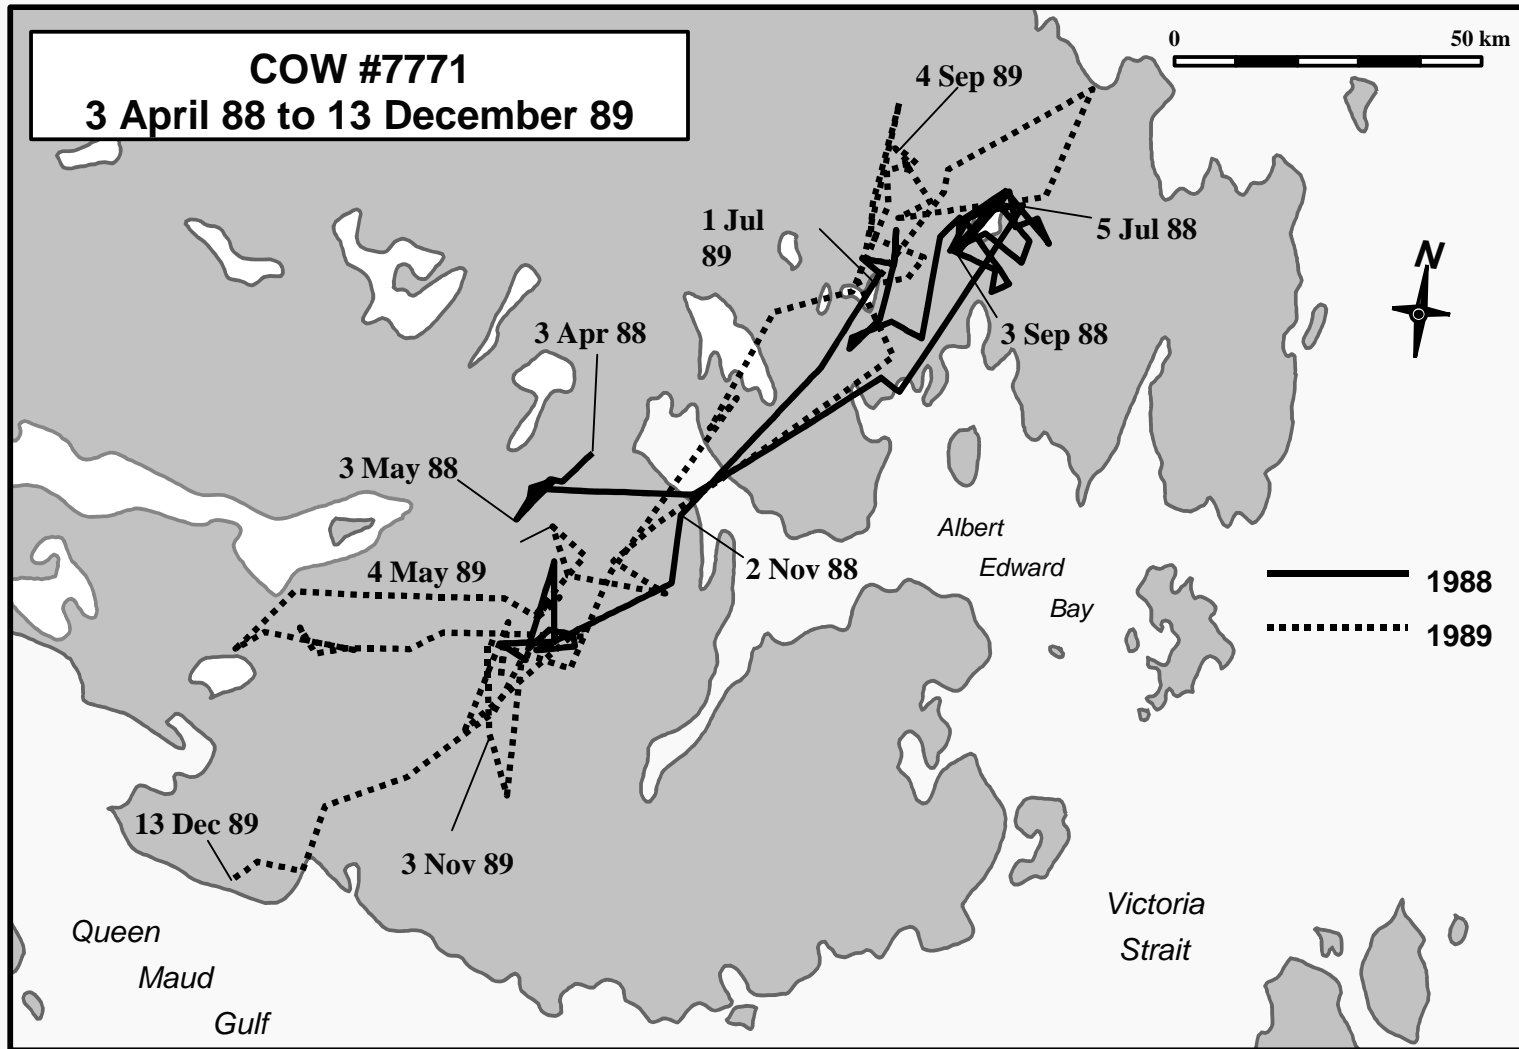 COW #7771
3 April 88 to 13 December 89
0
50 km
4 Sep 89
1 Jul
89
5 Jul 88
N
3 Apr 88
3 Sep 88
3 May 88
Albert
Edward
Bay
4 May 89
2 Nov 88
1988
1989
13 Dec 89
3 Nov 89
Victoria
Strait
Queen
Maud
Gulf